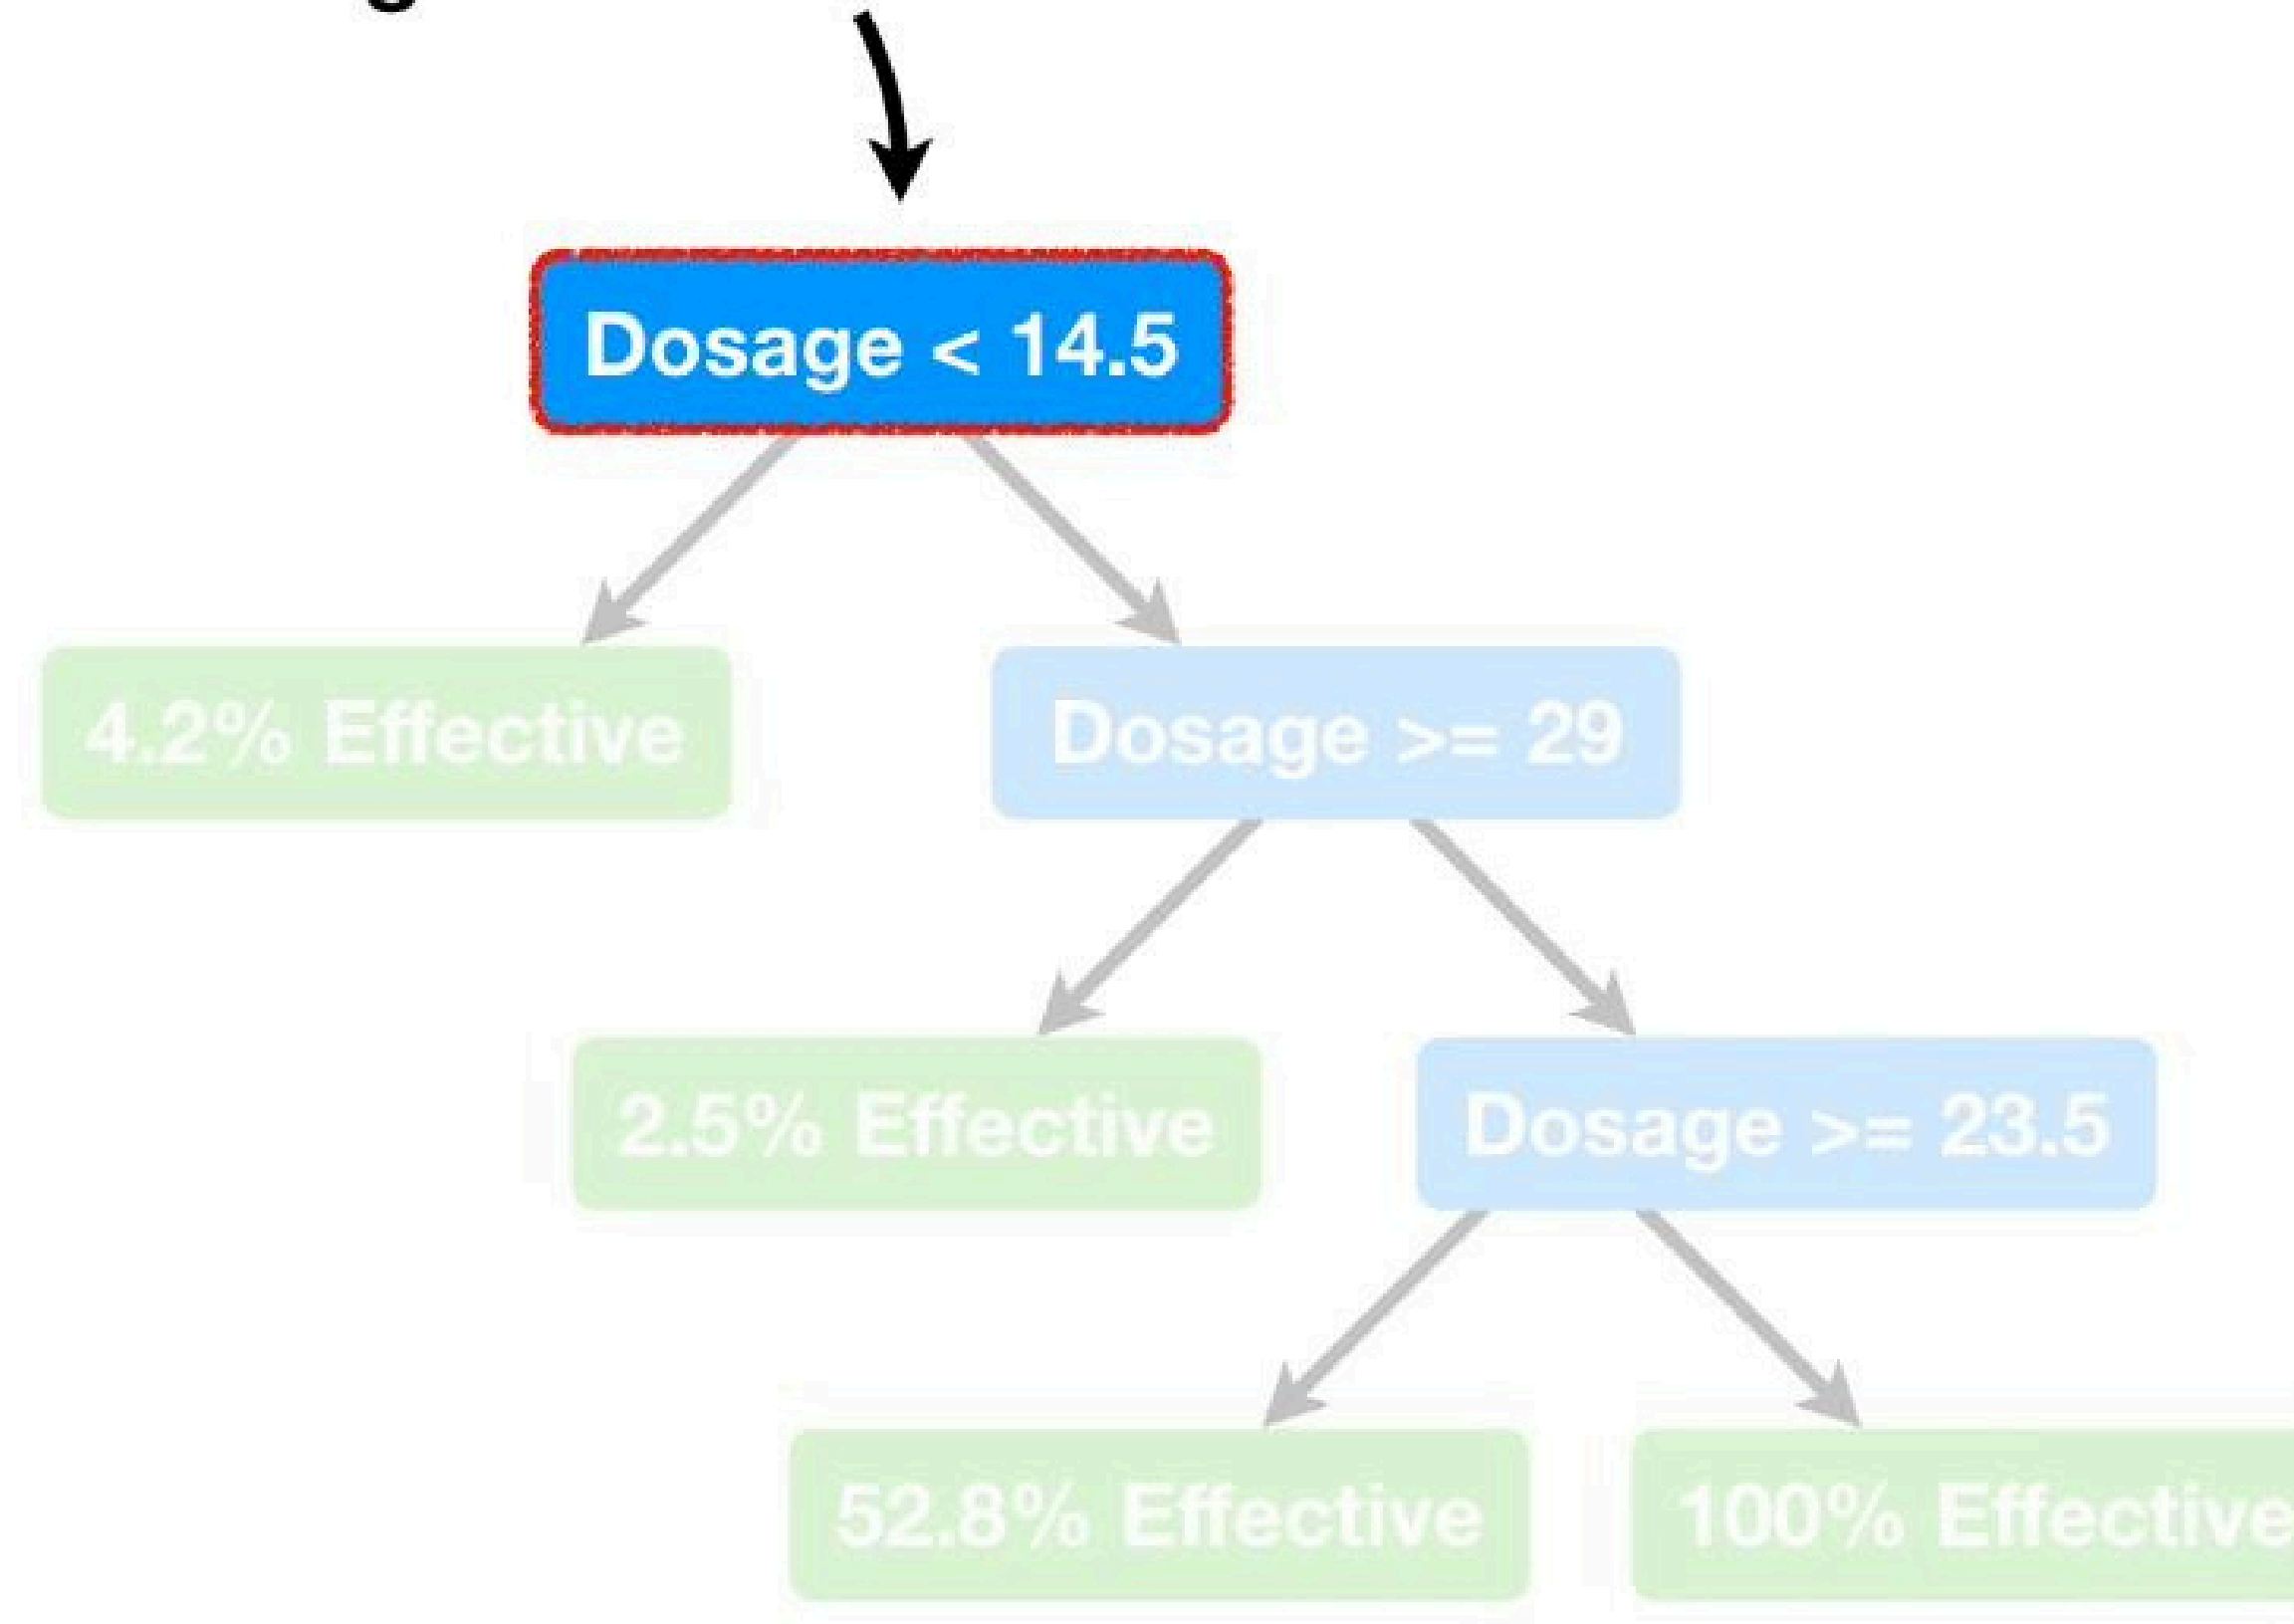 Dosage < 14.5
4.2% Effective
Dosage >= 29
2.5% Effective
Dosage >= 23.5
52.8% Effective
100% Effective